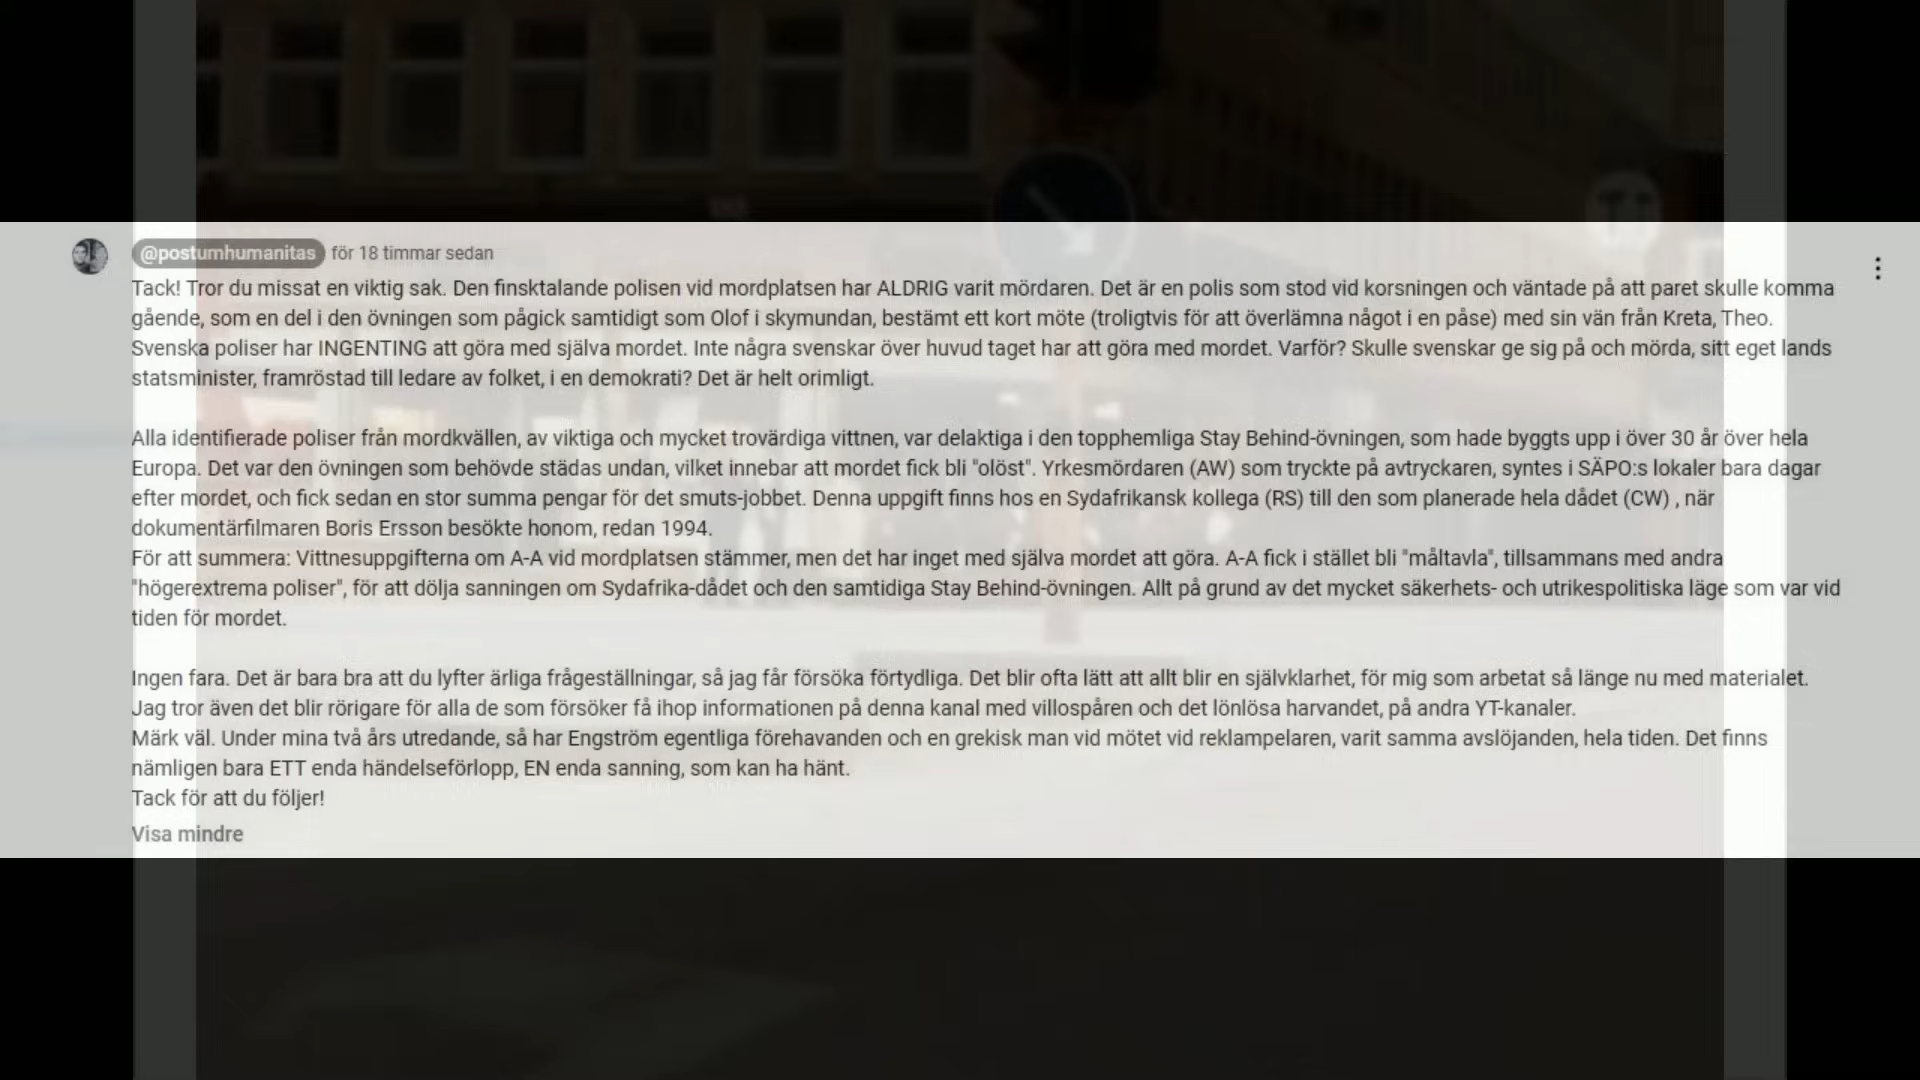 @postumhumanitas för 18 timmar sedan
Tack! Tror du missat en viktig sak. Den finsktalande polisen vid mordplatsen har ALDRIG varit mördaren. Det är en polis som stod vid korsningen och väntade på att paret skulle komma
gående, som en del i den övningen som pågick samtidigt som Olof i skymundan, bestämt ett kort möte (troligtvis för att överlämna något i en påse) med sin vän från Kreta, Theo.
Svenska poliser har INGENTING att göra med själva mordet. Inte några svenskar över huvud taget har att göra med mordet. Varför? Skulle svenskar ge sig på och mörda, sitt eget lands
statsminister, framröstad till ledare av folket, i en demokrati? Det är helt orimligt.
Alla identifierade poliser från mordkvällen, av viktiga och mycket trovärdiga vittnen, var delaktiga i den topphemliga Stay Behind-övningen, som hade byggts upp i över 30 år över hela
Europa. Det var den övningen som behövde städas undan, vilket innebar att mordet fick bli "olöst". Yrkesmördaren (AW) som tryckte på avtryckaren, syntes i SÄPO:s lokaler bara dagar
efter mordet, och fick sedan en stor summa pengar för det smuts-jobbet. Denna uppgift finns hos en Sydafrikansk kollega (RS) till den som planerade hela dådet (CW) , när
dokumentärfilmaren Boris Ersson besökte honom, redan 1994.
För att summera: Vittnesuppgifterna om A-A vid mordplatsen stämmer, men det har inget med själva mordet att göra. A-A fick i stället bli "måltavla", tillsammans med andra
"högerextrema poliser", för att dölja sanningen om Sydafrika-dådet och den samtidiga Stay Behind-övningen. Allt på grund av det mycket säkerhets- och utrikespolitiska läge som var vid
tiden för mordet.
Ingen fara. Det är bara bra att du lyfter ärliga frågeställningar, så jag får försöka förtydliga. Det blir ofta lätt att allt blir en självklarhet, för mig som arbetat så länge nu med materialet.
Jag tror även det blir rörigare för alla de som försöker få ihop informationen på denna kanal med villospåren och det lönlösa harvandet, på andra YT-kanaler.
Märk väl. Under mina två års utredande, så har Engström egentliga förehavanden och en grekisk man vid mötet vid reklampelaren, varit samma avslöjanden, hela tiden. Det finns
nämligen bara ETT enda händelseförlopp, EN enda sanning, som kan ha hänt.
Tack för att du följer!
Visa mindre